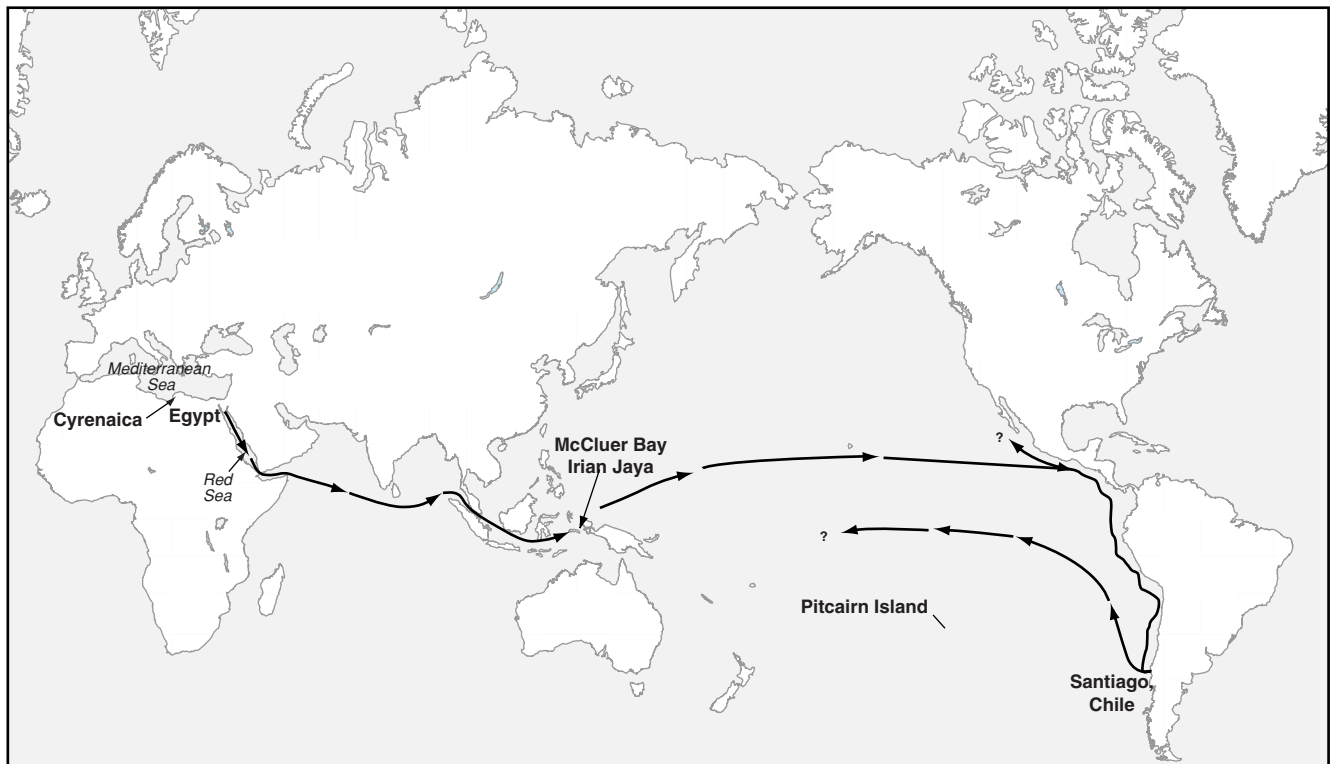 Mediterranean
Sea
Cyrenaica
Egypt
Red
Sea
McCluer Bay
Irian Jaya
?
?
Pitcairn Island
Santiago,
Chile